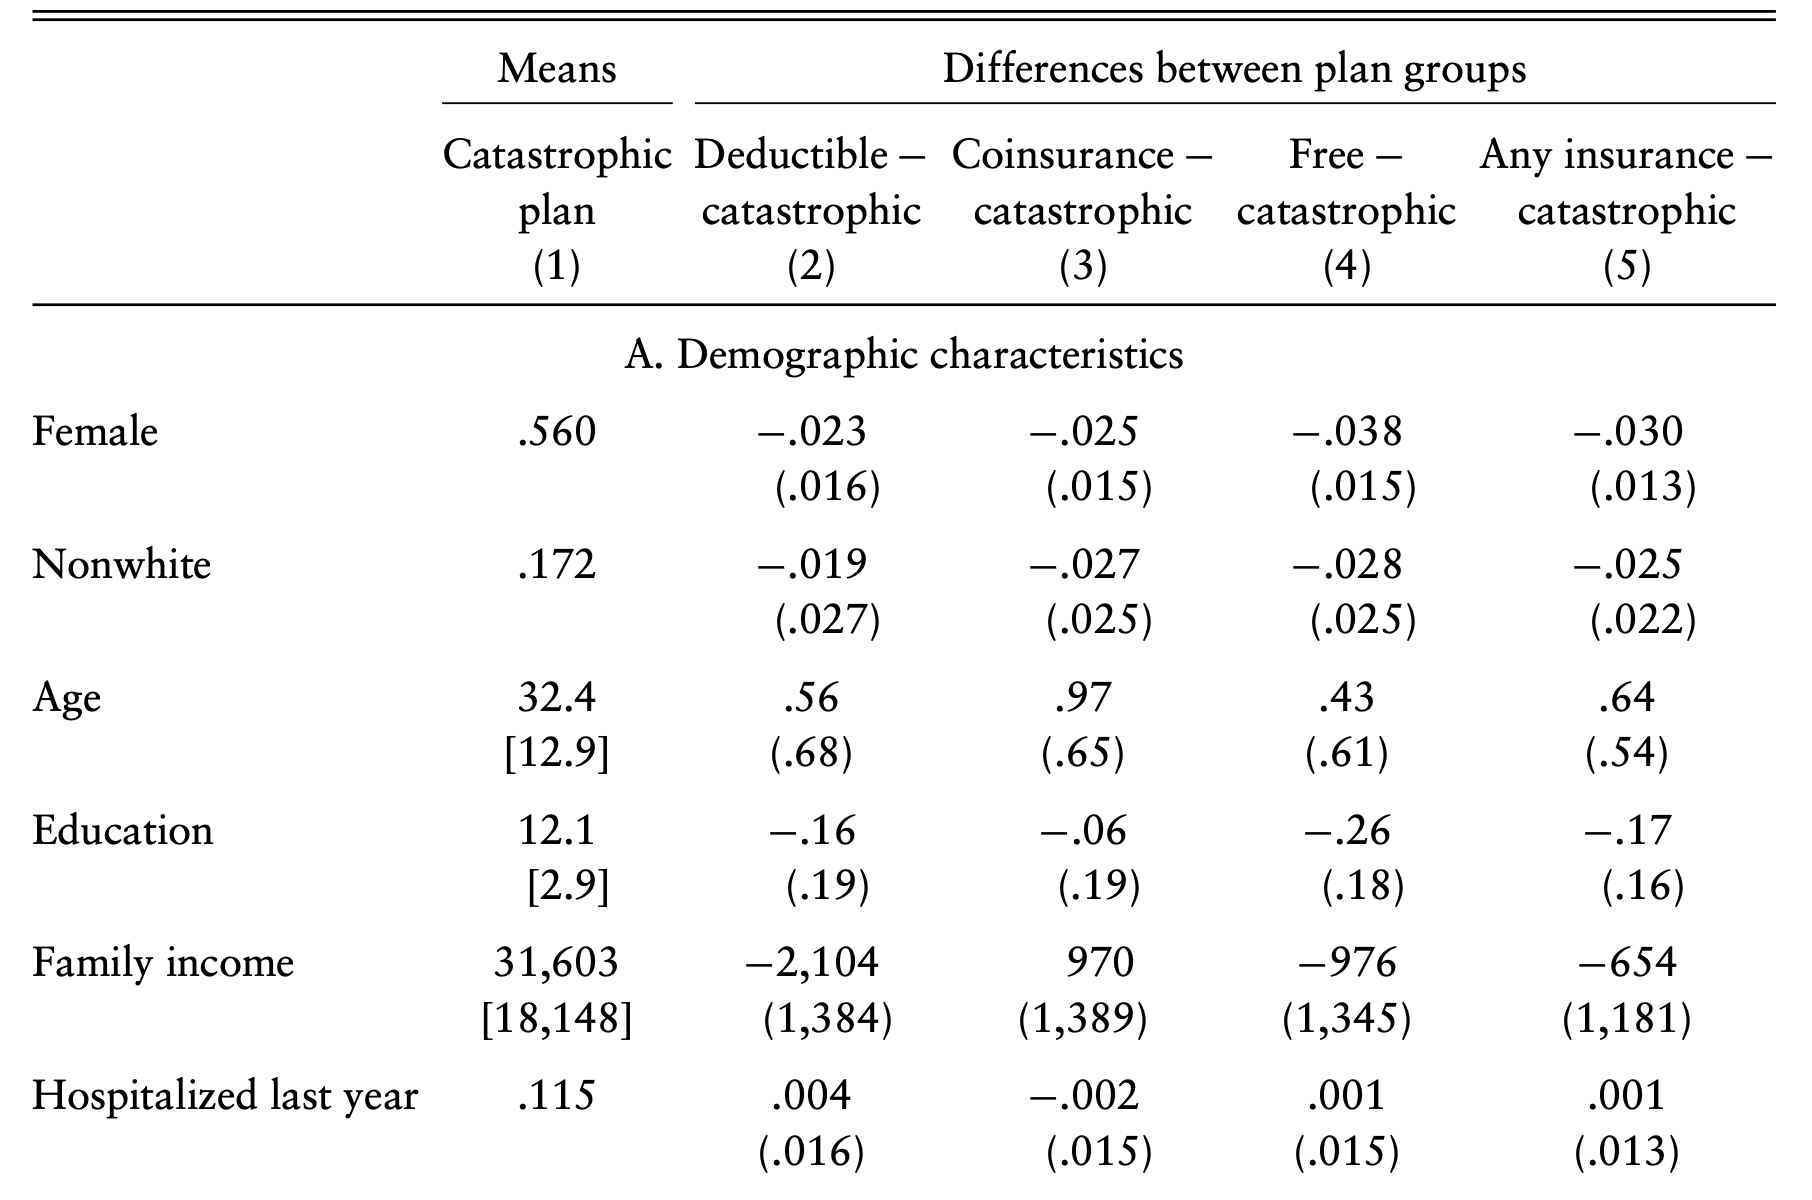 Means Differences between plan groups
Catastrophic Deductible – Coinsurance – Free – Any insurance –
plan catastrophic catastrophic catastrophic catastrophic
(1) (2) (3) (4) (5)
A. Demographic characteristics
Female .560 −.023 −.025 −.038 −.030
(.016) (.015) (.015) (.013)
Nonwhite .172 −.019 −.027 −.028 −.025
(.027) (.025) (.025) (.022)
Age 32.4 .56 .97 .43 .64
[12.9] (.68) (.65) (.61) (.54)
Education 12.1 −.16 −.06 −.26 −.17
[2.9] (.19) (.19) (.18) (.16)
Family income 31,603 −2,104 970 −976 −654
[18,148] (1,384) (1,389) (1,345) (1,181)
Hospitalized last year .115 .004 −.002 .001 .001
(.016) (.015) (.015) (.013)